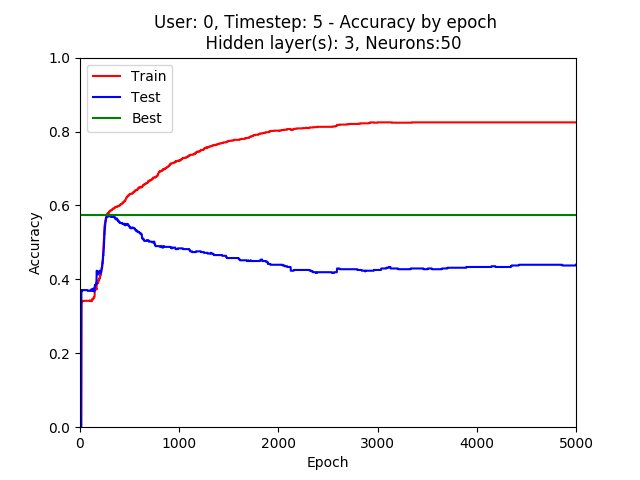 User: 0, Timestep: 5 - Accuracy by epoch
Hidden layer(s): 3, Neurons:50
1.0
Train
Test
Best
0.8
0.6
Accuracy
0.4
0.2
0.0
0 1000 2000 3000 4000 5000
Epoch